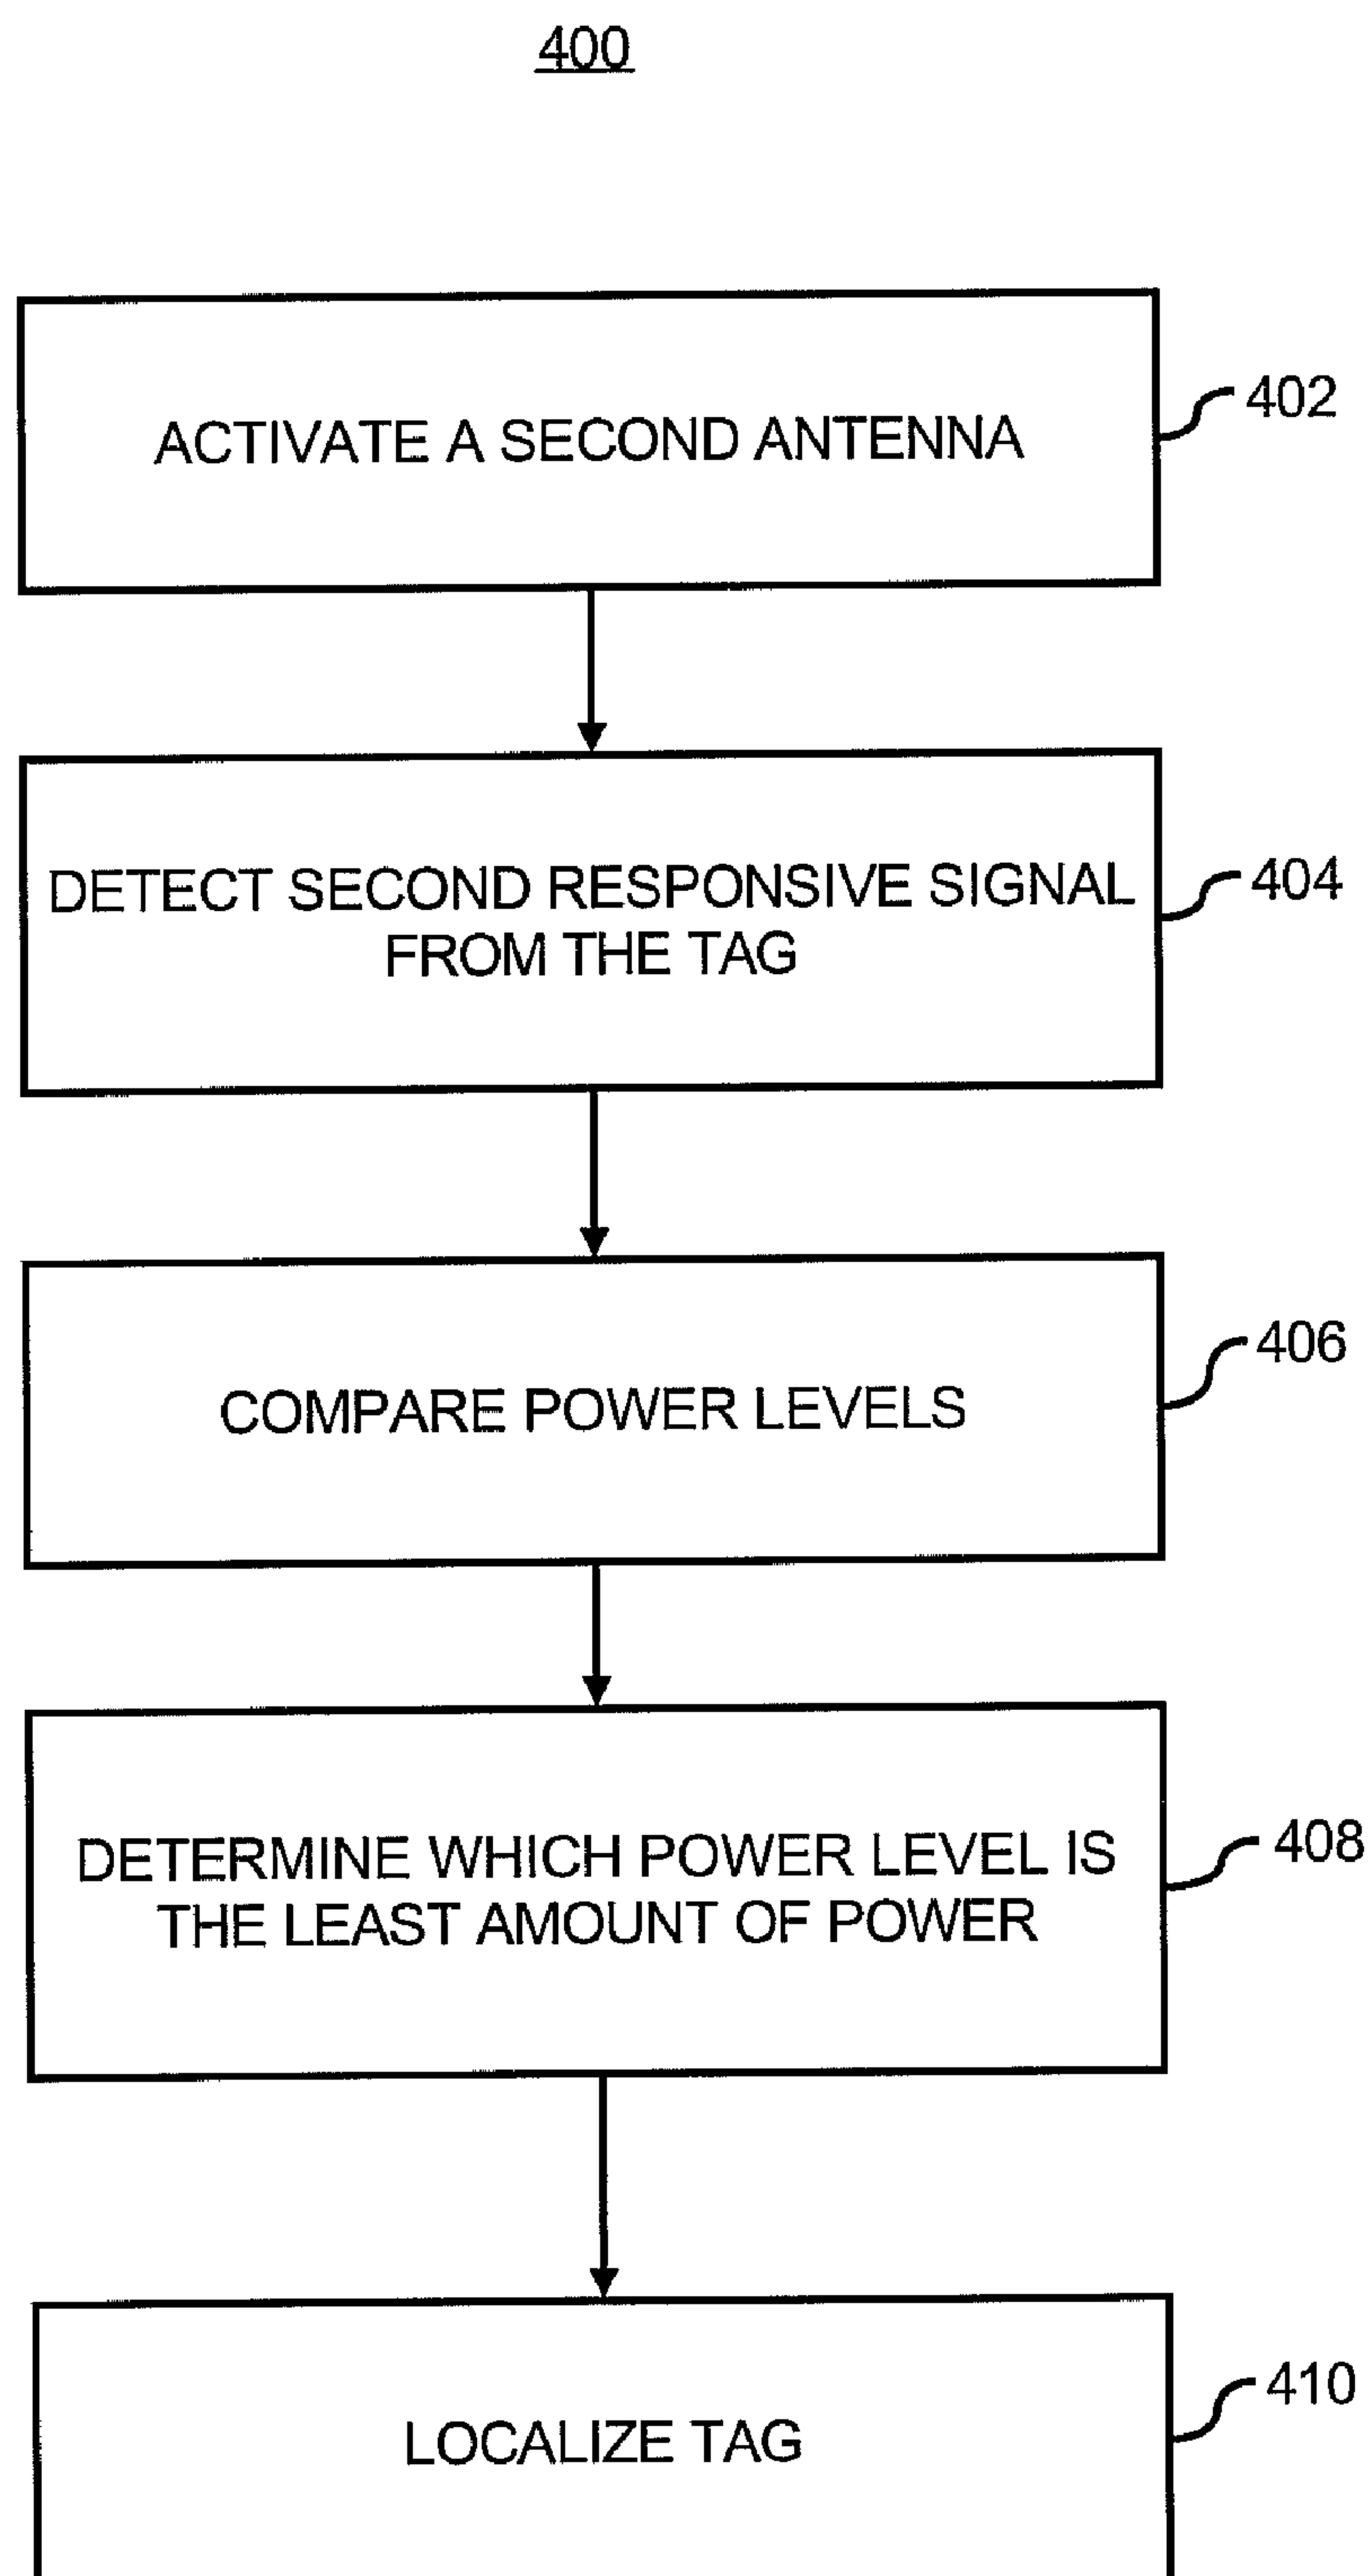 400
ACTIVATE A SECOND ANTENNA
402
DETECT SECOND RESPONSIVE SIGNAL
FROM THE TAG
404
COMPARE POWER LEVELS
406
DETERMINE WHICH POWER LEVEL IS
THE LEAST AMOUNT OF POWER
408
LOCALIZE TAG
410